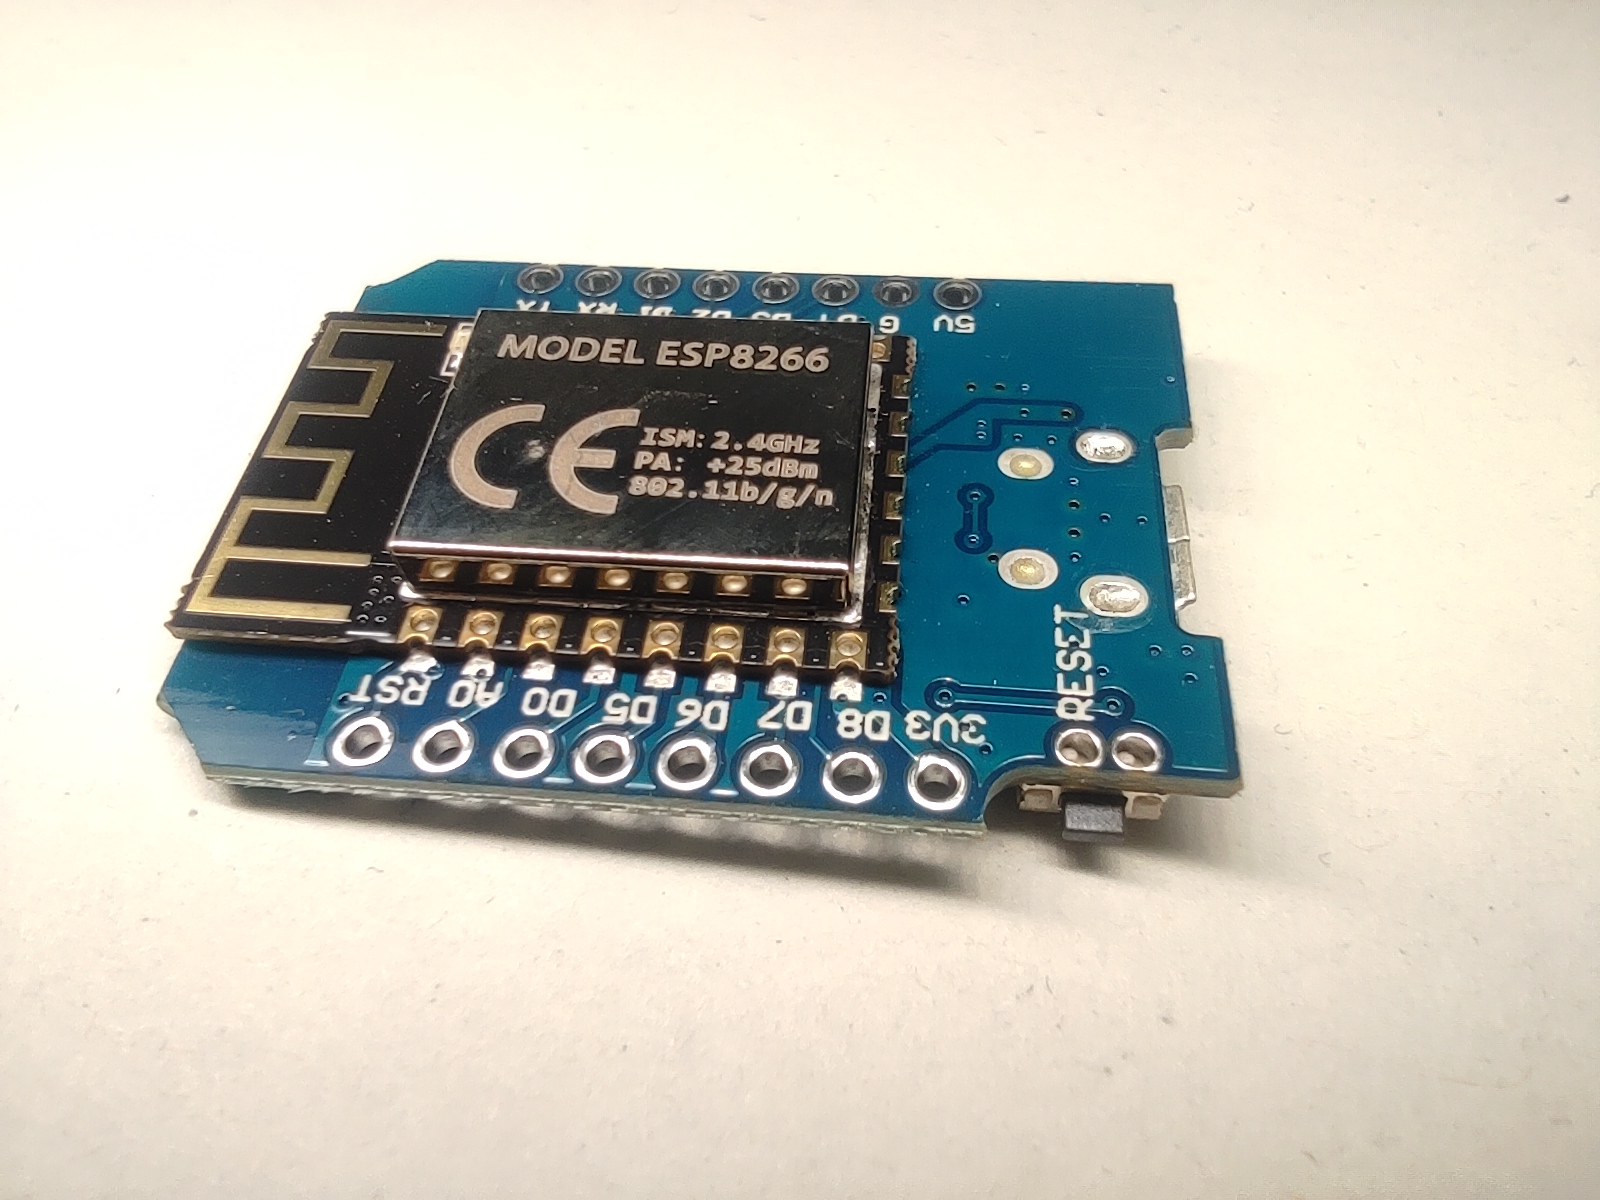 TX RX D1 D2 D3 D4 G 5V
MODEL ESP8266
CE
ISM: 2.4GHz
PA: +25dBm
802.11b/g/n
RESET
RST A0 D0 D5 D6 D7 D8 3V3